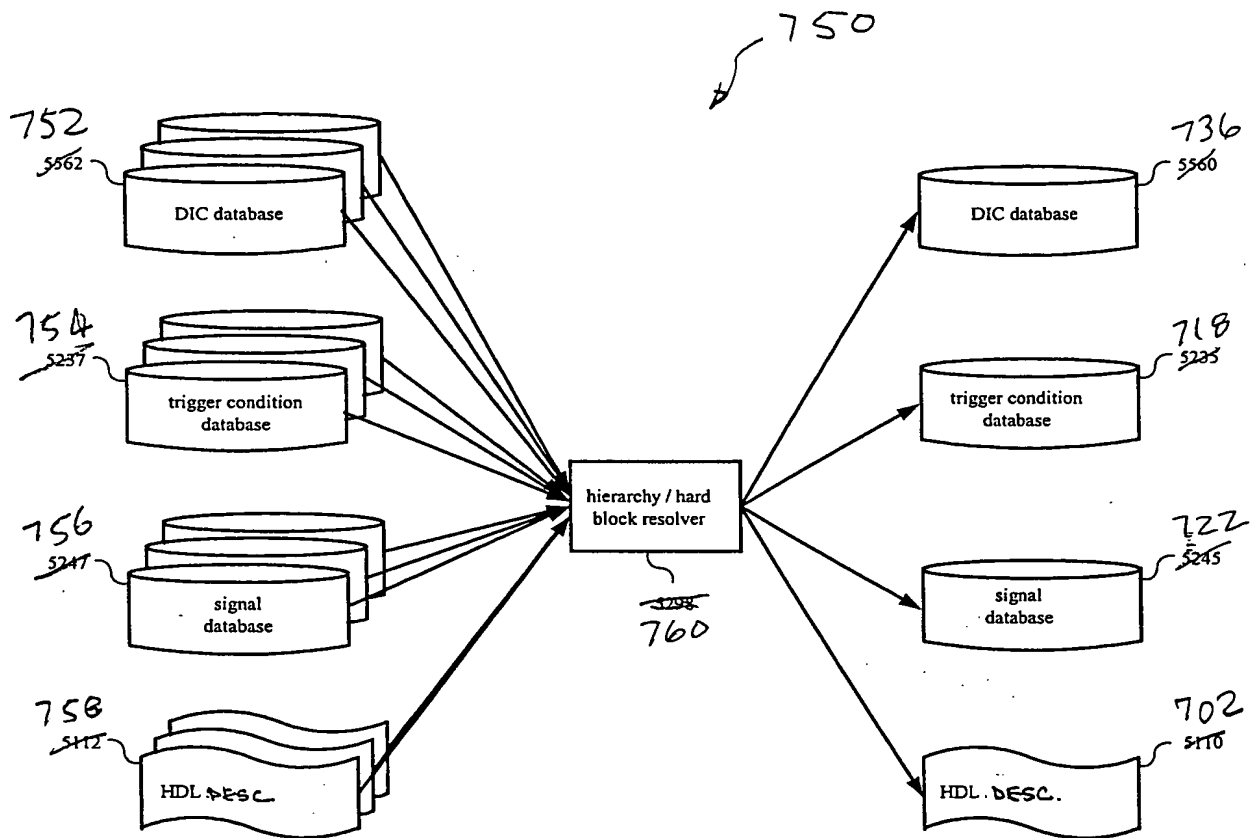 750
752
5562
DIC database
736
5560
DIC database
754
5237
trigger condition
database
718
5235
trigger condition
database
hierarchy / hard
block resolver
5298
760
756
5247
signal
database
722
5245
signal
database
758
5112
HDL.DESC.
702
5110
HDL.DESC.